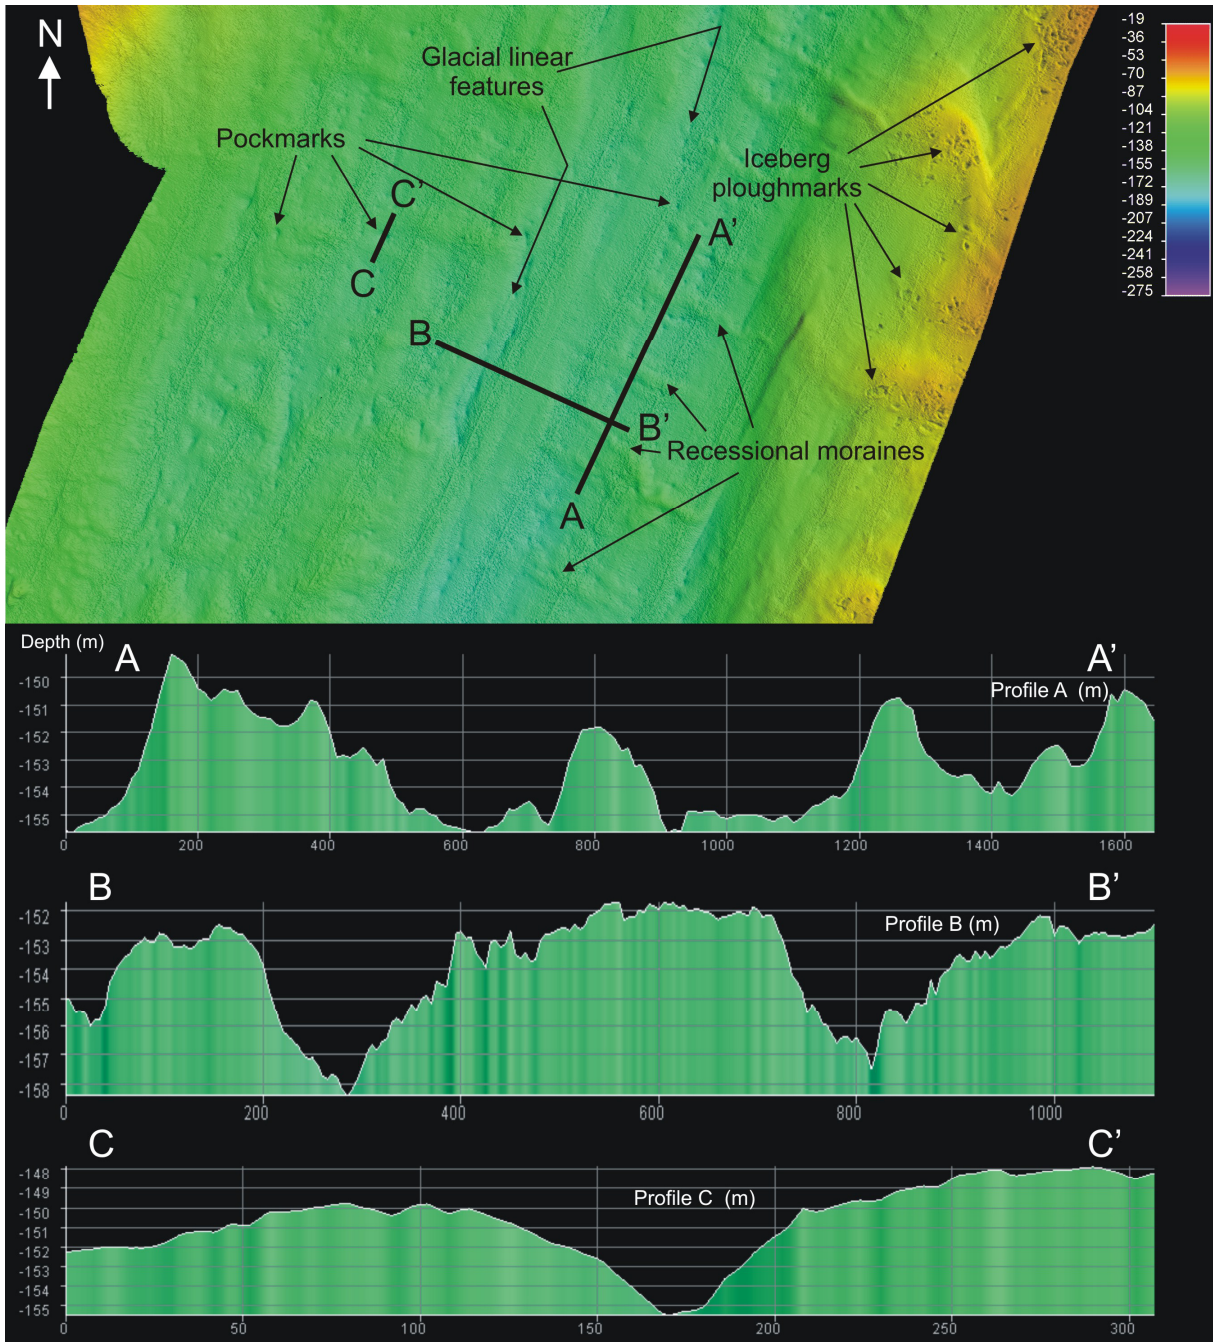 N
Glacial linear
features
Pockmarks
Iceberg
ploughmarks
C’
C
A’
B
B’
Recessional moraines
A
-19
-36
-53
-70
-87
-104
-121
-138
-155
-172
-189
-207
-224
-241
-258
-275
Depth (m)
A
A’
Profile A (m)
-150
-151
-152
-153
-154
-155
0 200 400 600 800 1000 1200 1400 1600
B
B’
Profile B (m)
-152
-153
-154
-155
-156
-157
-158
0 200 400 600 800 1000
C
C’
Profile C (m)
-148
-149
-150
-151
-152
-153
-154
-155
0 50 100 150 200 250 300